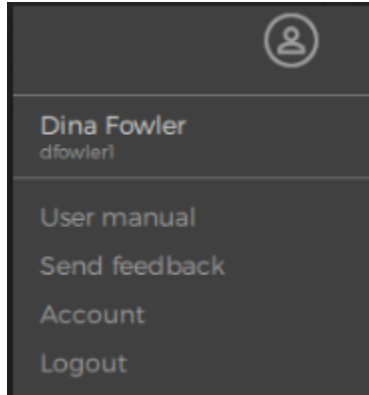 Dina Fowler
dfowler1
User manual
Send feedback
Account
Logout